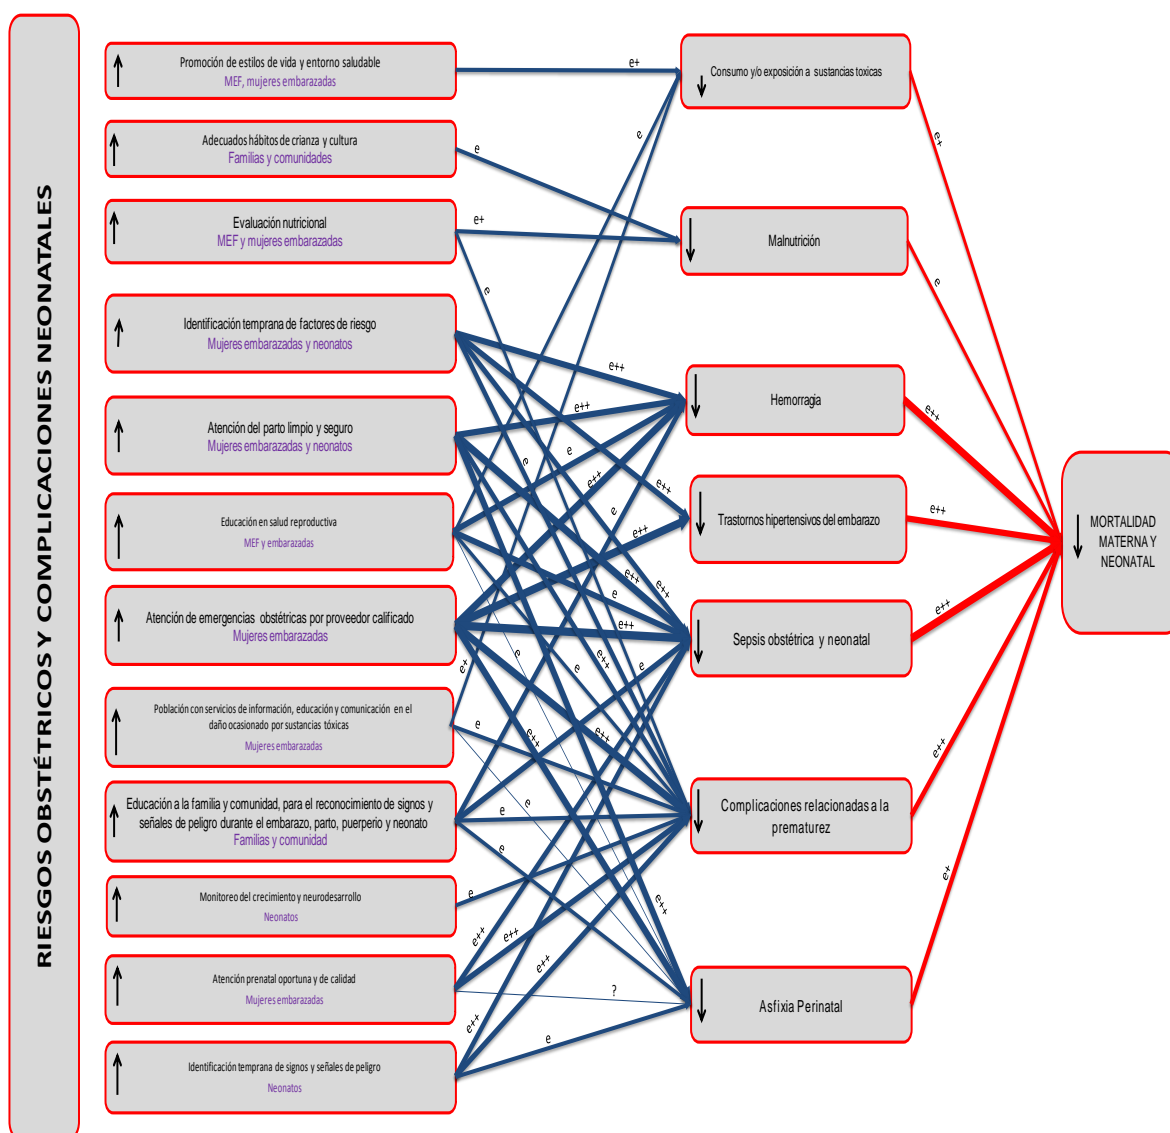 RIESGOS OBSTÉTRICOS Y COMPLICACIONES NEONATALES
Promoción de estilos de vida y entorno saludable
MEF, mujeres embarazadas
Adecuados hábitos de crianza y cultura
Familias y comunidades
Evaluación nutricional
MEF y mujeres embarazadas
Identificación temprana de factores de riesgo
Mujeres embarazadas y neonatos
Atención del parto limpio y seguro
Mujeres embarazadas y neonatos
Educación en salud reproductiva
MEF y embarazadas
Atención de emergencias obstétricas por proveedor calificado
Mujeres embarazadas
Población con servicios de información, educación y comunicación en el
daño ocasionado por sustancias tóxicas
Mujeres embarazadas
Educación a la familia y comunidad, para el reconocimiento de signos y
señales de peligro durante el embarazo, parto, puerperio y neonato
Familias y comunidad
Monitoreo del crecimiento y neurodesarrollo
Neonatos
Atención prenatal oportuna y de calidad
Mujeres embarazadas
Identificación temprana de signos y señales de peligro
Neonatos
e+
e
e
e+
e
e++
e++
e
e
e
e++
e++
e++
e++
e++
e
e++
e
e++
e
e
e+
e
e++
e++
e
e
e
e
e++
e++
e++
e++
e++
?
e
Consumo y/o exposición a sustancias toxicas
Malnutrición
Hemorragia
Trastornos hipertensivos del embarazo
Sepsis obstétrica y neonatal
Complicaciones relacionadas a la
prematurez
Asfixia Perinatal
e+
e
e++
e++
e++
e++
e+
MORTALIDAD
MATERNA Y
NEONATAL